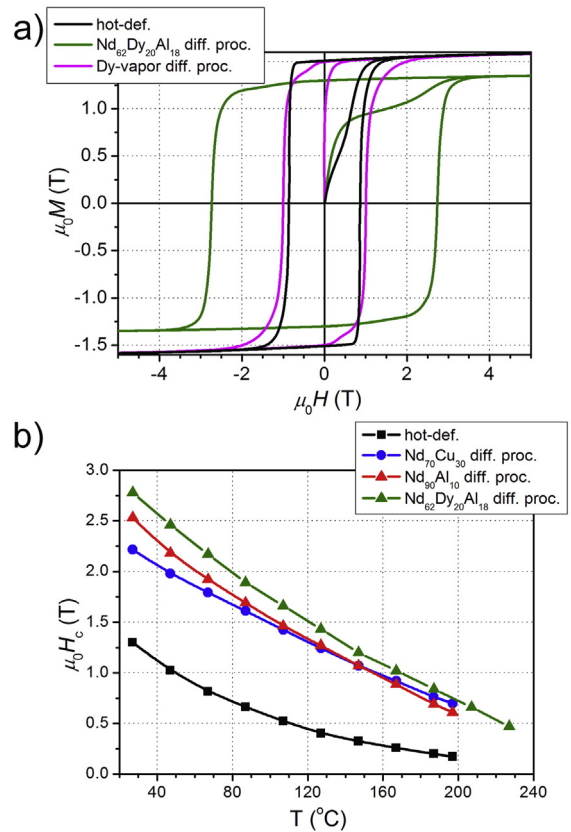 a)
hot-def.
Nd62Dy20Al18 diff. proc.
Dy-vapor diff. proc.
1.5
1.0
0.5
0.0
-0.5
-1.0
-1.5
μ0M (T)
-4 -2 0 2 4
μ0H (T)
b)
hot-def.
Nd70Cu30 diff. proc.
Nd90Al10 diff. proc.
Nd62Dy20Al18 diff. proc.
3.0
2.5
2.0
1.5
1.0
0.5
0.0
μ0Hc (T)
40 80 120 160 200 240
T (°C)